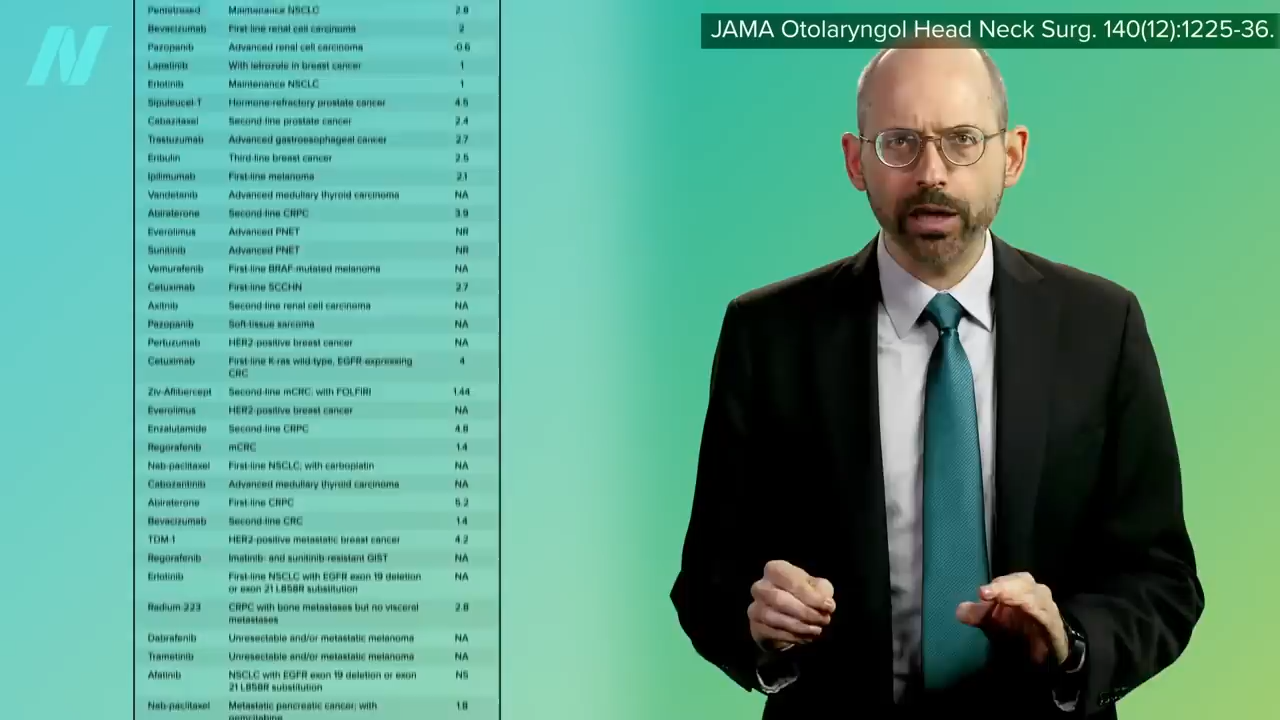 N
JAMA Otolaryngol Head Neck Surg. 140(12):1225-36.
Pemetrexed Maintenance NSCLC 2.8
Bevacizumab First-line renal cell carcinoma 2
Pazopanib Advanced renal cell carcinoma -0.6
Lapatinib With letrozole in breast cancer 1
Erlotinib Maintenance NSCLC 1
Sipuleucel-T Hormone-refractory prostate cancer 4.5
Cabazitaxel Second-line prostate cancer 2.4
Trastuzumab Advanced gastroesophageal cancer 2.7
Eribulin Third-line breast cancer 2.5
Ipilimumab First-line melanoma 2.1
Vandetanib Advanced medullary thyroid carcinoma NA
Abiraterone Second-line CRPC 3.9
Everolimus Advanced PNET NR
Sunitinib Advanced PNET NR
Vemurafenib First-line BRAF-mutated melanoma NA
Cetuximab First-line SCCHN 2.7
Axitnib Second-line renal cell carcinoma NA
Pazopanib Soft-tissue sarcoma NA
Pertuzumab HER2-positive breast cancer NA
Cetuximab First-line K-ras wild-type, EGFR-expressing 4
CRC
Ziv-Aflibercept Second-line mCRC; with FOLFIRI 1.44
Everolimus HER2-positive breast cancer NA
Enzalutamide Second-line CRPC 4.8
Regorafenib mCRC 1.4
Nab-paclitaxel First-line NSCLC; with carboplatin NA
Cabozantinib Advanced medullary thyroid carcinoma NA
Abiraterone First-line CRPC 5.2
Bevacizumab Second-line CRC 1.4
TDM-1 HER2-positive metastatic breast cancer 4.2
Regorafenib Imatinib- and sunitinib-resistant GIST NA
Erlotinib First-line NSCLC with EGFR exon 19 deletion NA
or exon 21 L858R substitution
Radium-223 CRPC with bone metastases but no visceral 2.8
metastases
Dabrafenib Unresectable and/or metastatic melanoma NA
Trametinib Unresectable and/or metastatic melanoma NA
Afatinib NSCLC with EGFR exon 19 deletion or exon NS
21 L858R substitution
Nab-paclitaxel Metastatic pancreatic cancer; with 1.8
gemcitabine